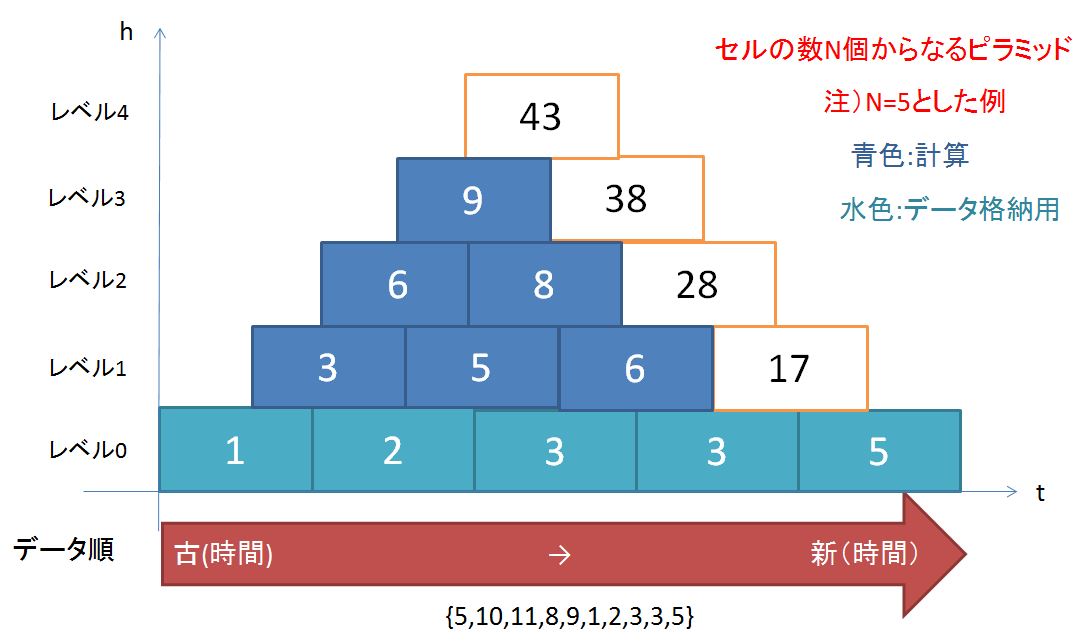 h
セルの数N個からなるピラミッド
注）N=5とした例
青色:計算
水色:データ格納用
レベル4
43
レベル3
9 38
レベル2
6 8 28
レベル1
3 5 6 17
レベル0
1 2 3 3 5
t
データ順
古(時間) → 新（時間）
{5,10,11,8,9,1,2,3,3,5}